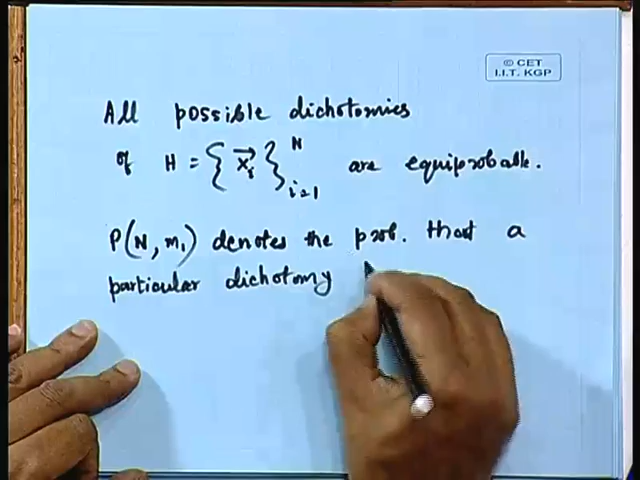 © CET
I.I.T. KGP
All possible dichotomies
of H = { x⃗ᵢ }ᴺᵢ₌₁ are equiprobable.
P(N, m₁) denotes the prob. that a
particular dichotomy